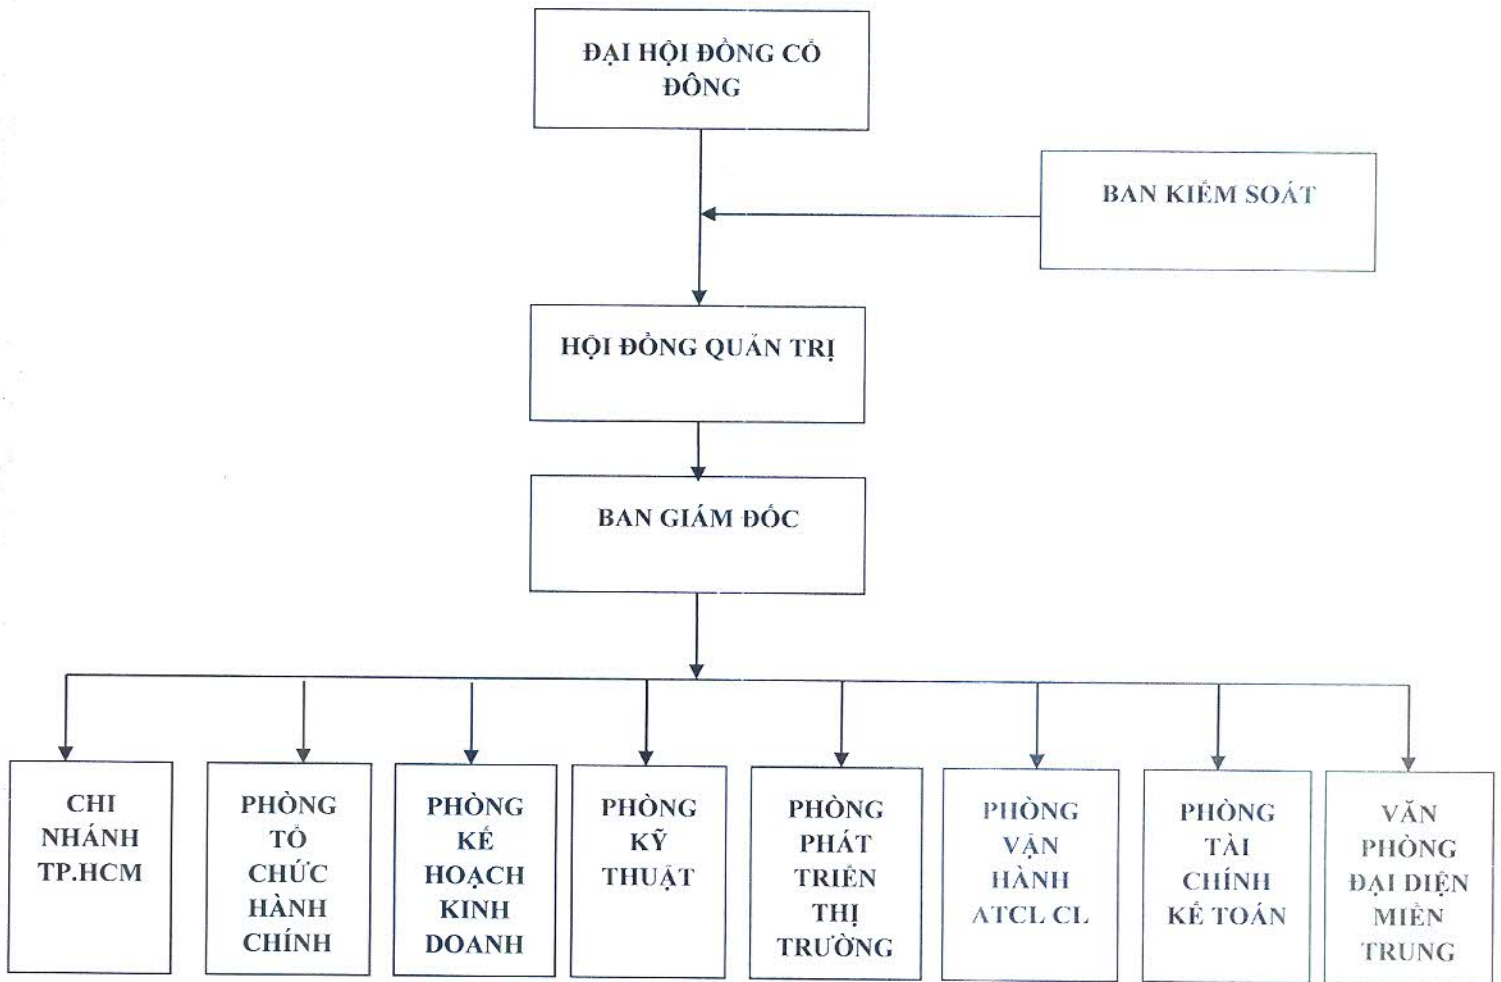 ĐẠI HỘI ĐỒNG CỔ
ĐÔNG
BAN KIỂM SOÁT
HỘI ĐỒNG QUẢN TRỊ
BAN GIÁM ĐỐC
CHI
NHÁNH
TP.HCM
PHÒNG
TỔ
CHỨC
HÀNH
CHÍNH
PHÒNG
KẾ
HOẠCH
KINH
DOANH
PHÒNG
KỸ
THUẬT
PHÒNG
PHÁT
TRIỂN
THỊ
TRƯỜNG
PHÒNG
VẬN
HÀNH
ATCL CL
PHÒNG
TÀI
CHÍNH
KẾ TOÁN
VĂN
PHÒNG
ĐẠI DIỆN
MIỀN
TRUNG